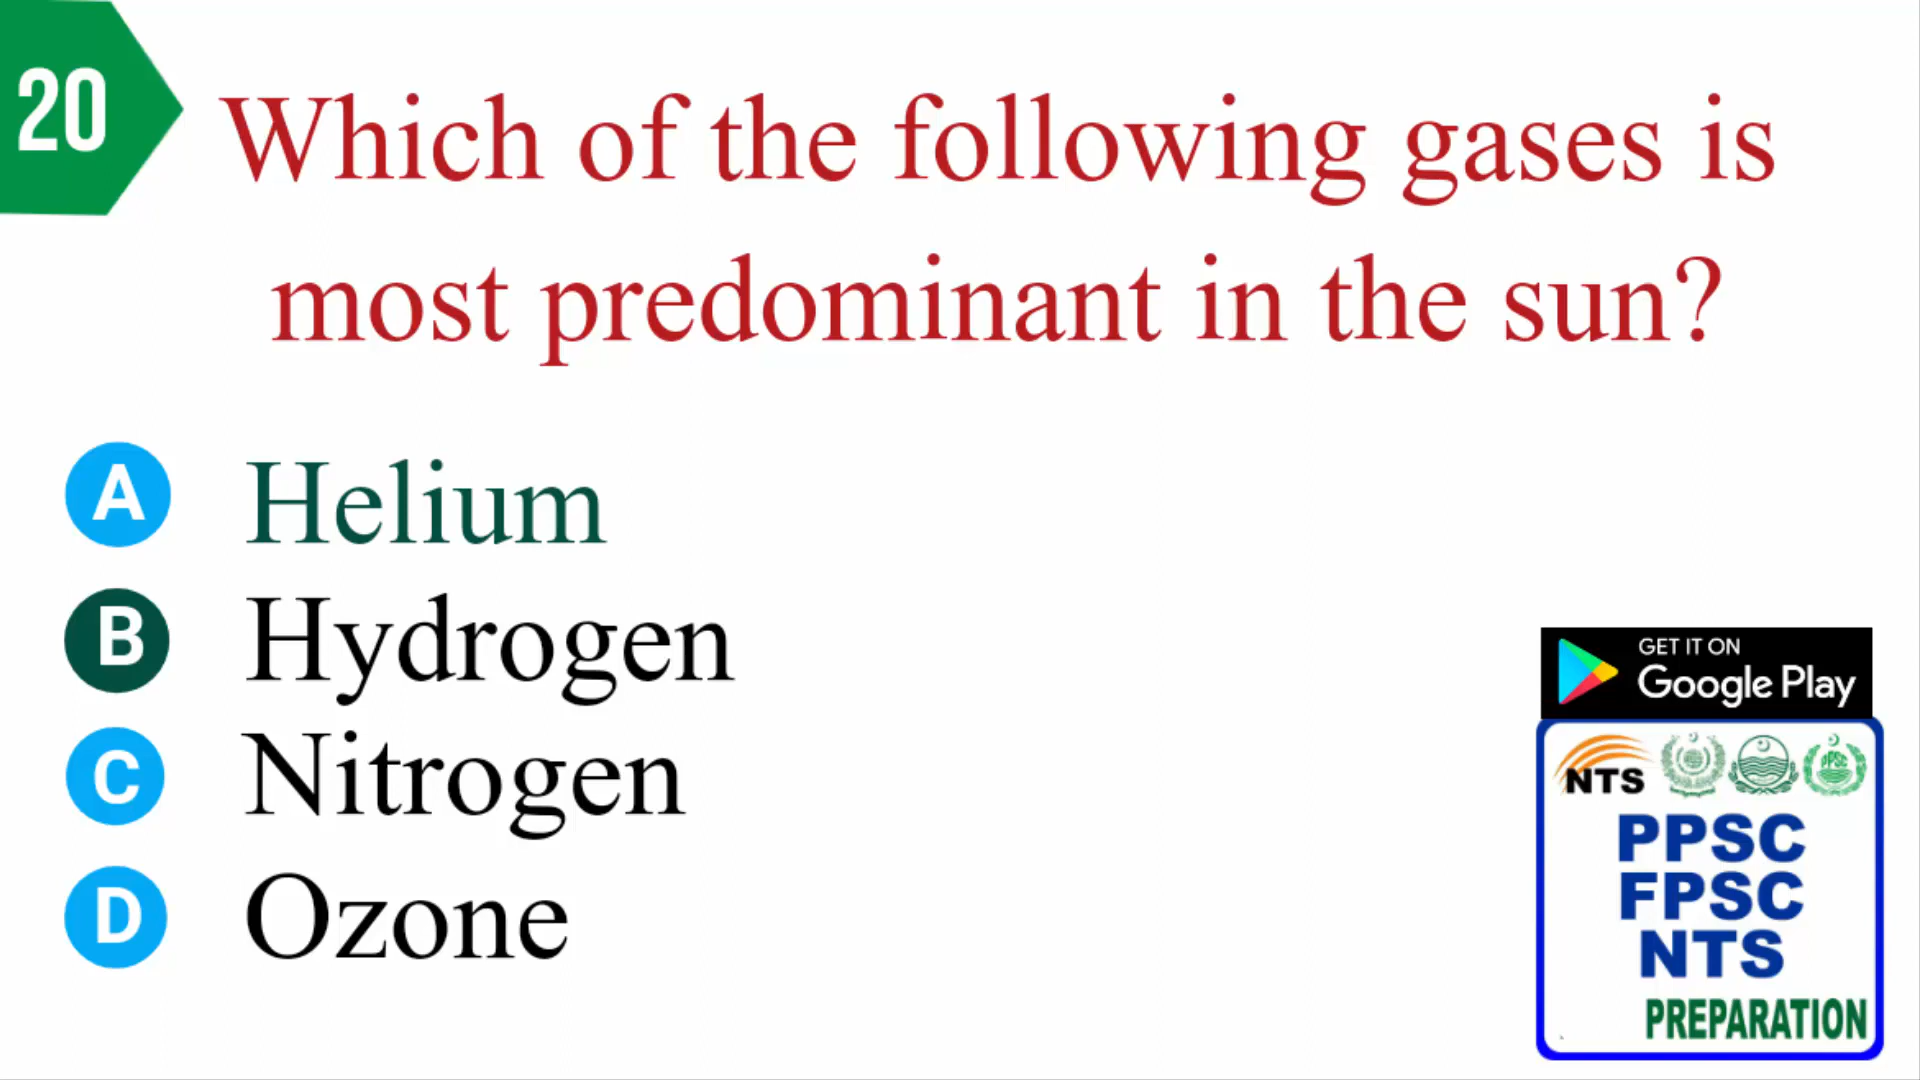 20
Which of the following gases is
most predominant in the sun?
A Helium
B Hydrogen
C Nitrogen
D Ozone
GET IT ON
Google Play
NTS
PPSC
PPSC
FPSC
NTS
PREPARATION